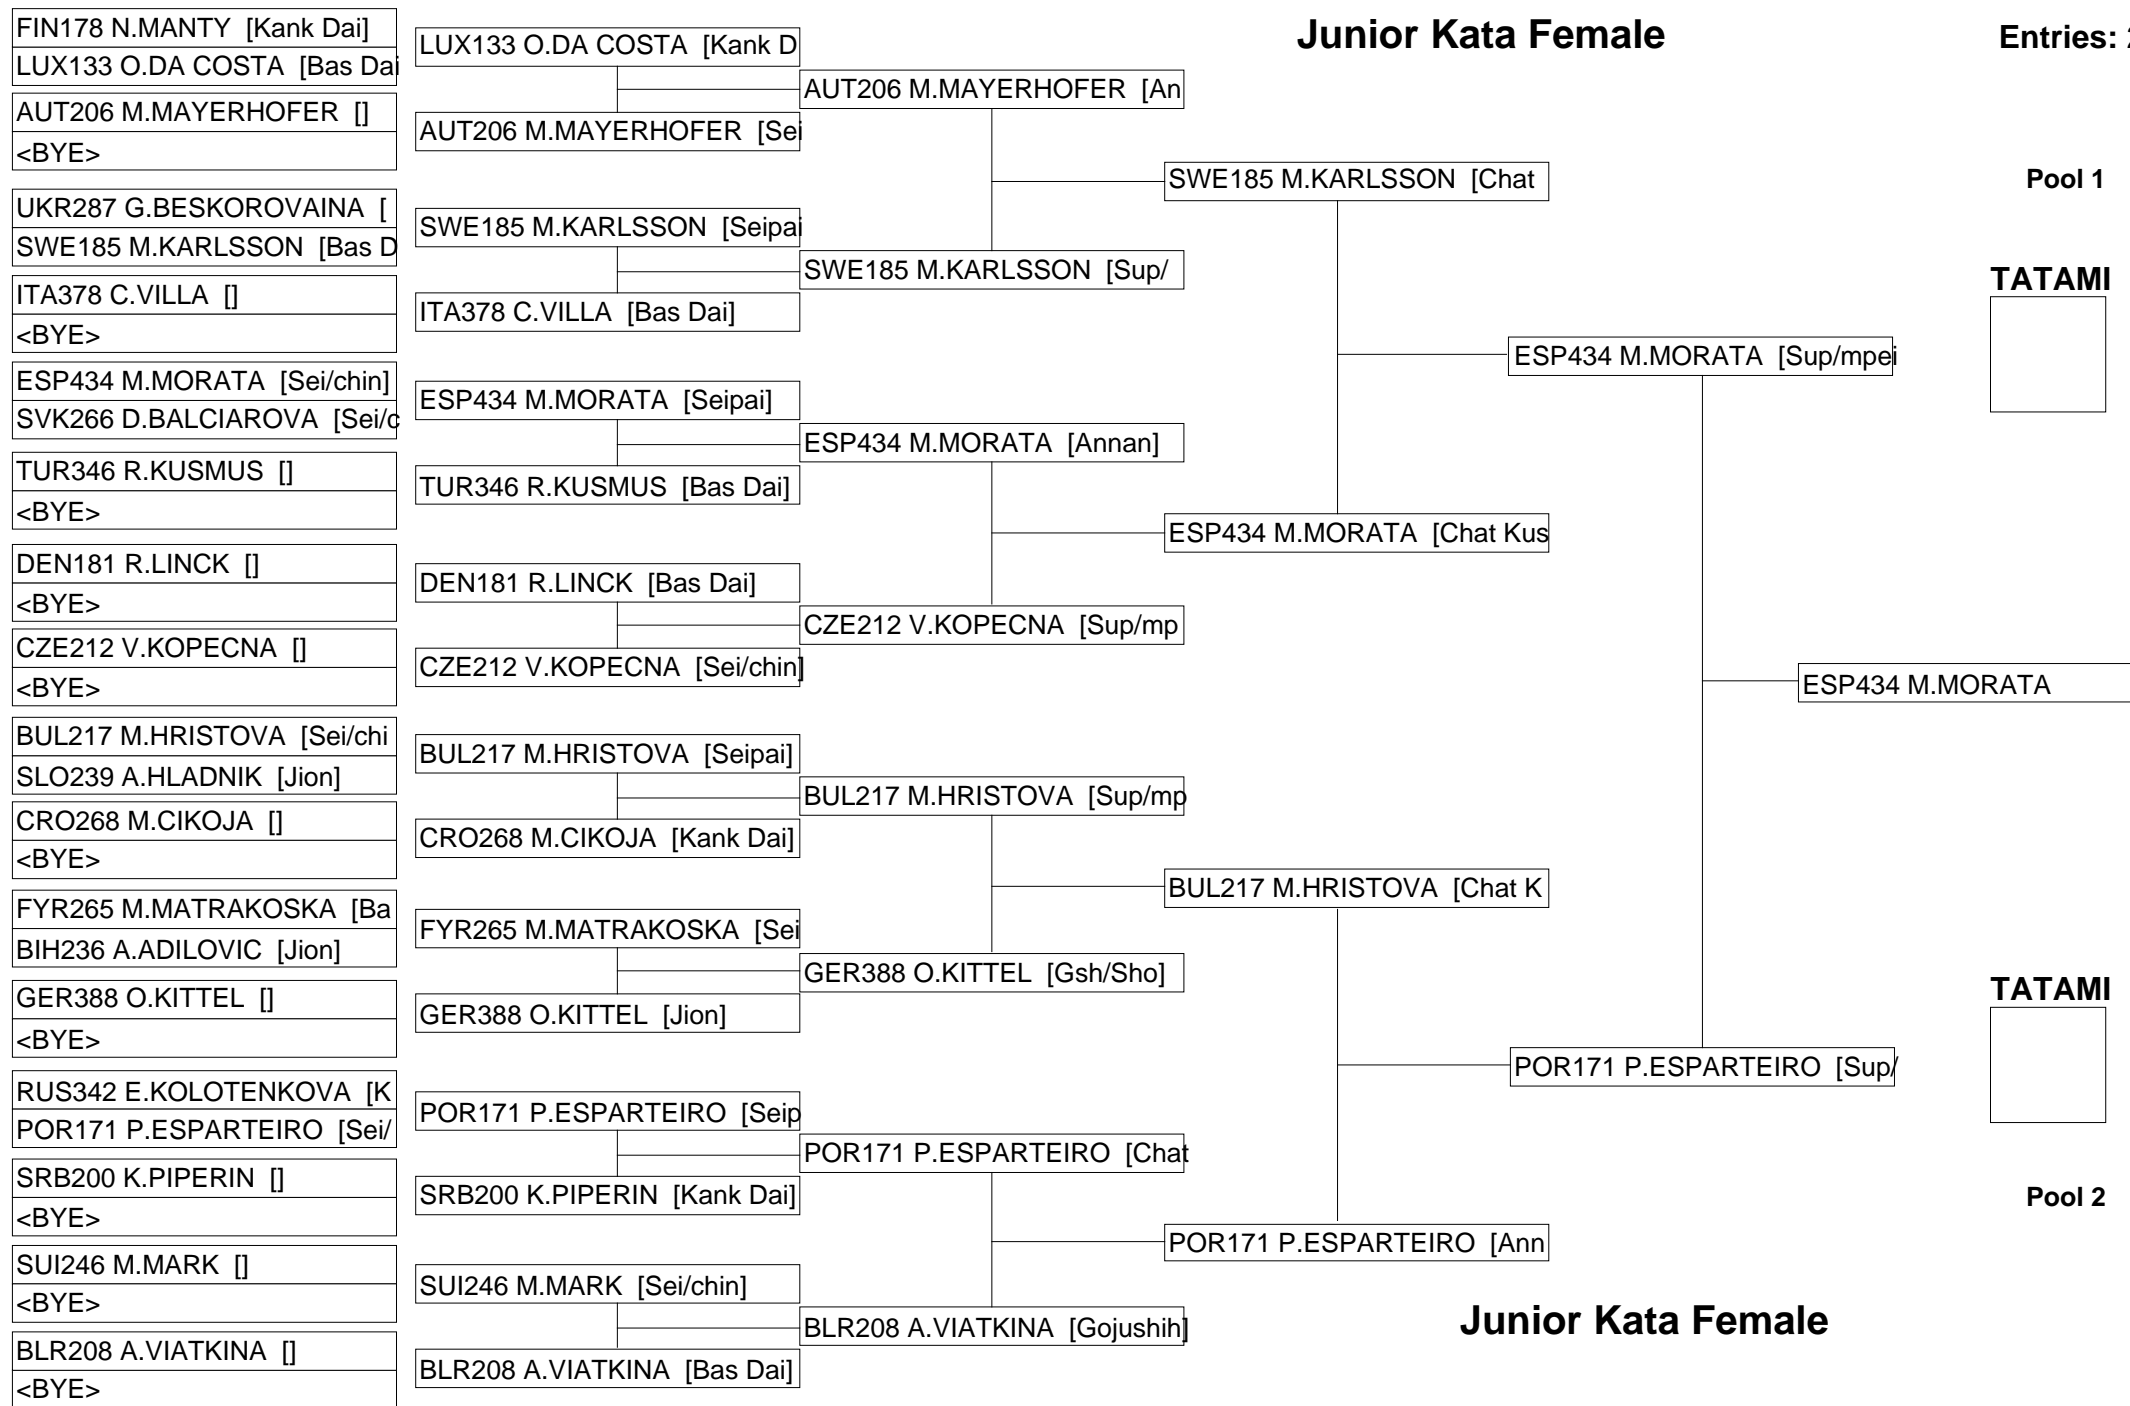 Junior Kata Female
Entries: 2
FIN178 N.MANTY [Kank Dai]
LUX133 O.DA COSTA [Bas Dai
AUT206 M.MAYERHOFER []
<BYE>
UKR287 G.BESKOROVAINA [
SWE185 M.KARLSSON [Bas D
ITA378 C.VILLA []
<BYE>
ESP434 M.MORATA [Sei/chin]
SVK266 D.BALCIAROVA [Sei/c
TUR346 R.KUSMUS []
<BYE>
DEN181 R.LINCK []
<BYE>
CZE212 V.KOPECNA []
<BYE>
BUL217 M.HRISTOVA [Sei/chi
SLO239 A.HLADNIK [Jion]
CRO268 M.CIKOJA []
<BYE>
FYR265 M.MATRAKOSKA [Ba
BIH236 A.ADILOVIC [Jion]
GER388 O.KITTEL []
<BYE>
RUS342 E.KOLOTENKOVA [K
POR171 P.ESPARTEIRO [Sei/
SRB200 K.PIPERIN []
<BYE>
SUI246 M.MARK []
<BYE>
BLR208 A.VIATKINA []
<BYE>
LUX133 O.DA COSTA [Kank D
AUT206 M.MAYERHOFER [Sei
SWE185 M.KARLSSON [Seipai
ITA378 C.VILLA [Bas Dai]
ESP434 M.MORATA [Seipai]
TUR346 R.KUSMUS [Bas Dai]
DEN181 R.LINCK [Bas Dai]
CZE212 V.KOPECNA [Sei/chin]
BUL217 M.HRISTOVA [Seipai]
CRO268 M.CIKOJA [Kank Dai]
FYR265 M.MATRAKOSKA [Sei
GER388 O.KITTEL [Jion]
POR171 P.ESPARTEIRO [Seip
SRB200 K.PIPERIN [Kank Dai]
SUI246 M.MARK [Sei/chin]
BLR208 A.VIATKINA [Bas Dai]
AUT206 M.MAYERHOFER [An
SWE185 M.KARLSSON [Sup/
ESP434 M.MORATA [Annan]
CZE212 V.KOPECNA [Sup/mp
BUL217 M.HRISTOVA [Sup/mp
GER388 O.KITTEL [Gsh/Sho]
POR171 P.ESPARTEIRO [Chat
BLR208 A.VIATKINA [Gojushih]
SWE185 M.KARLSSON [Chat
ESP434 M.MORATA [Chat Kus
BUL217 M.HRISTOVA [Chat K
POR171 P.ESPARTEIRO [Ann
ESP434 M.MORATA [Sup/mpei
POR171 P.ESPARTEIRO [Sup/
ESP434 M.MORATA
Pool 1
TATAMI
TATAMI
Pool 2
Junior Kata Female